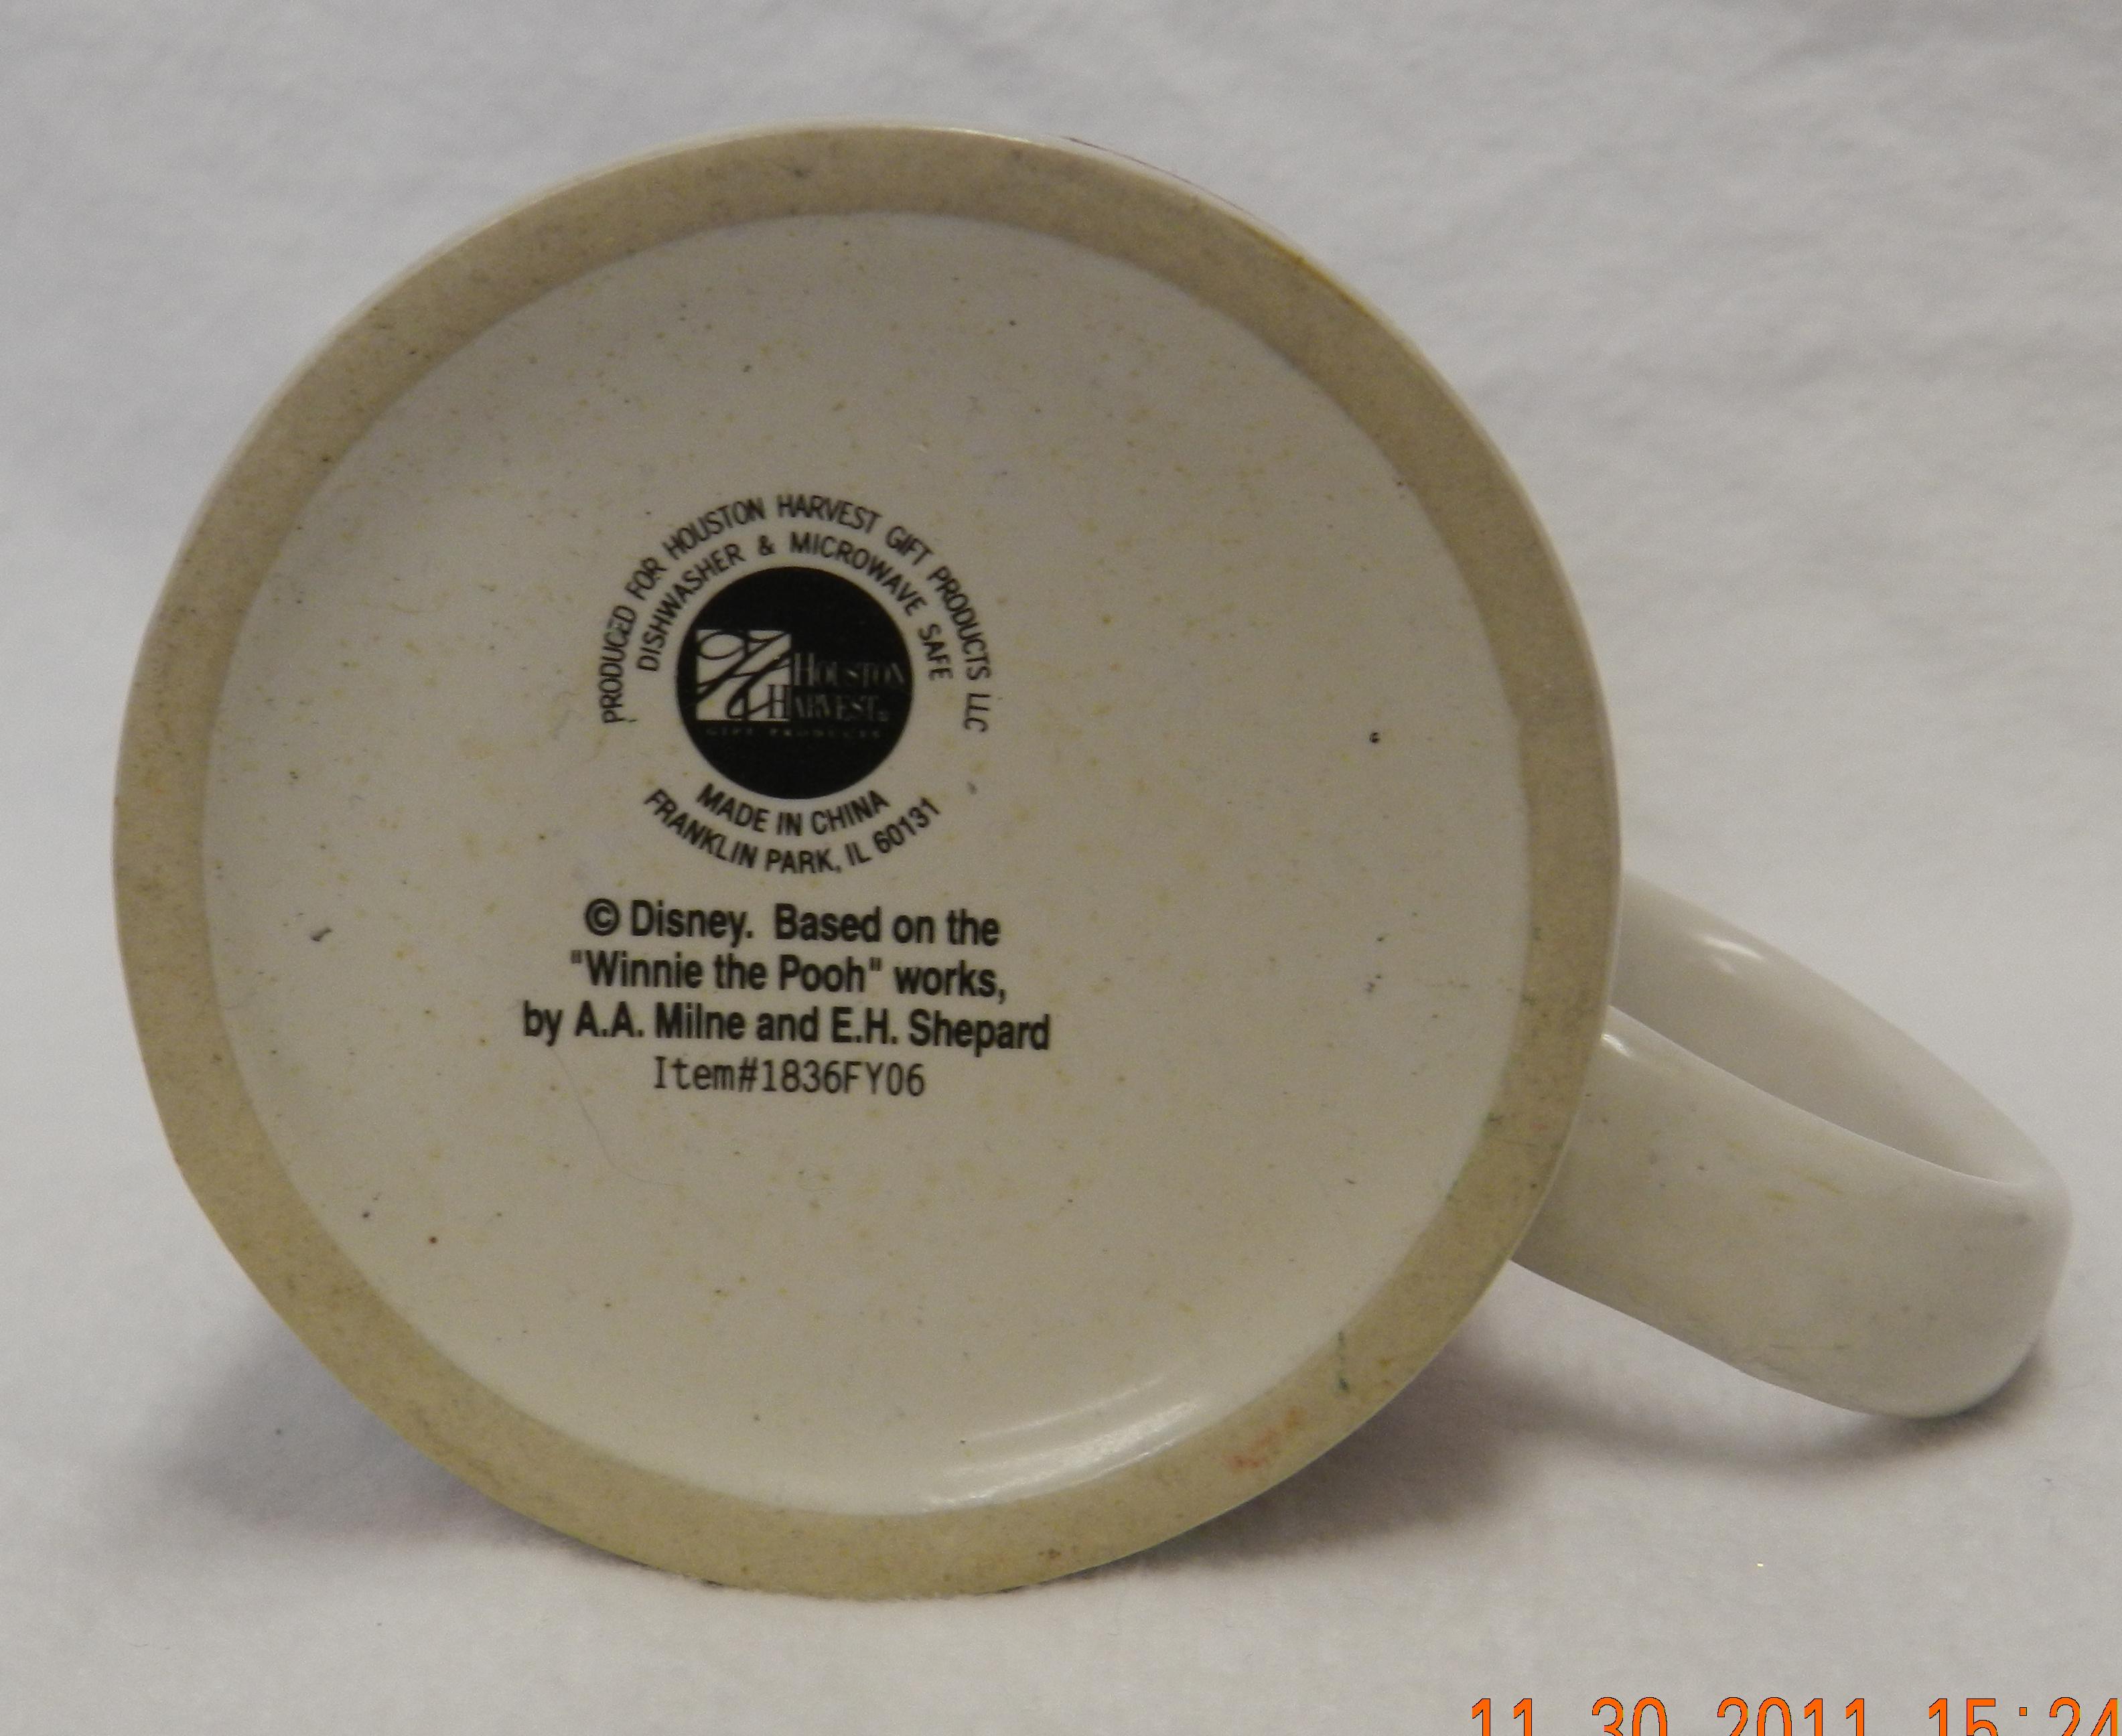 PRODUCED FOR HOUSTON HARVEST GIFT PRODUCTS LLC
DISHWASHER & MICROWAVE SAFE
HOUSTON
HARVEST®
GIFT PRODUCTS
MADE IN CHINA
FRANKLIN PARK, IL 60131
© Disney. Based on the
"Winnie the Pooh" works,
by A.A. Milne and E.H. Shepard
Item#1836FY06
11 30 2011 15:24